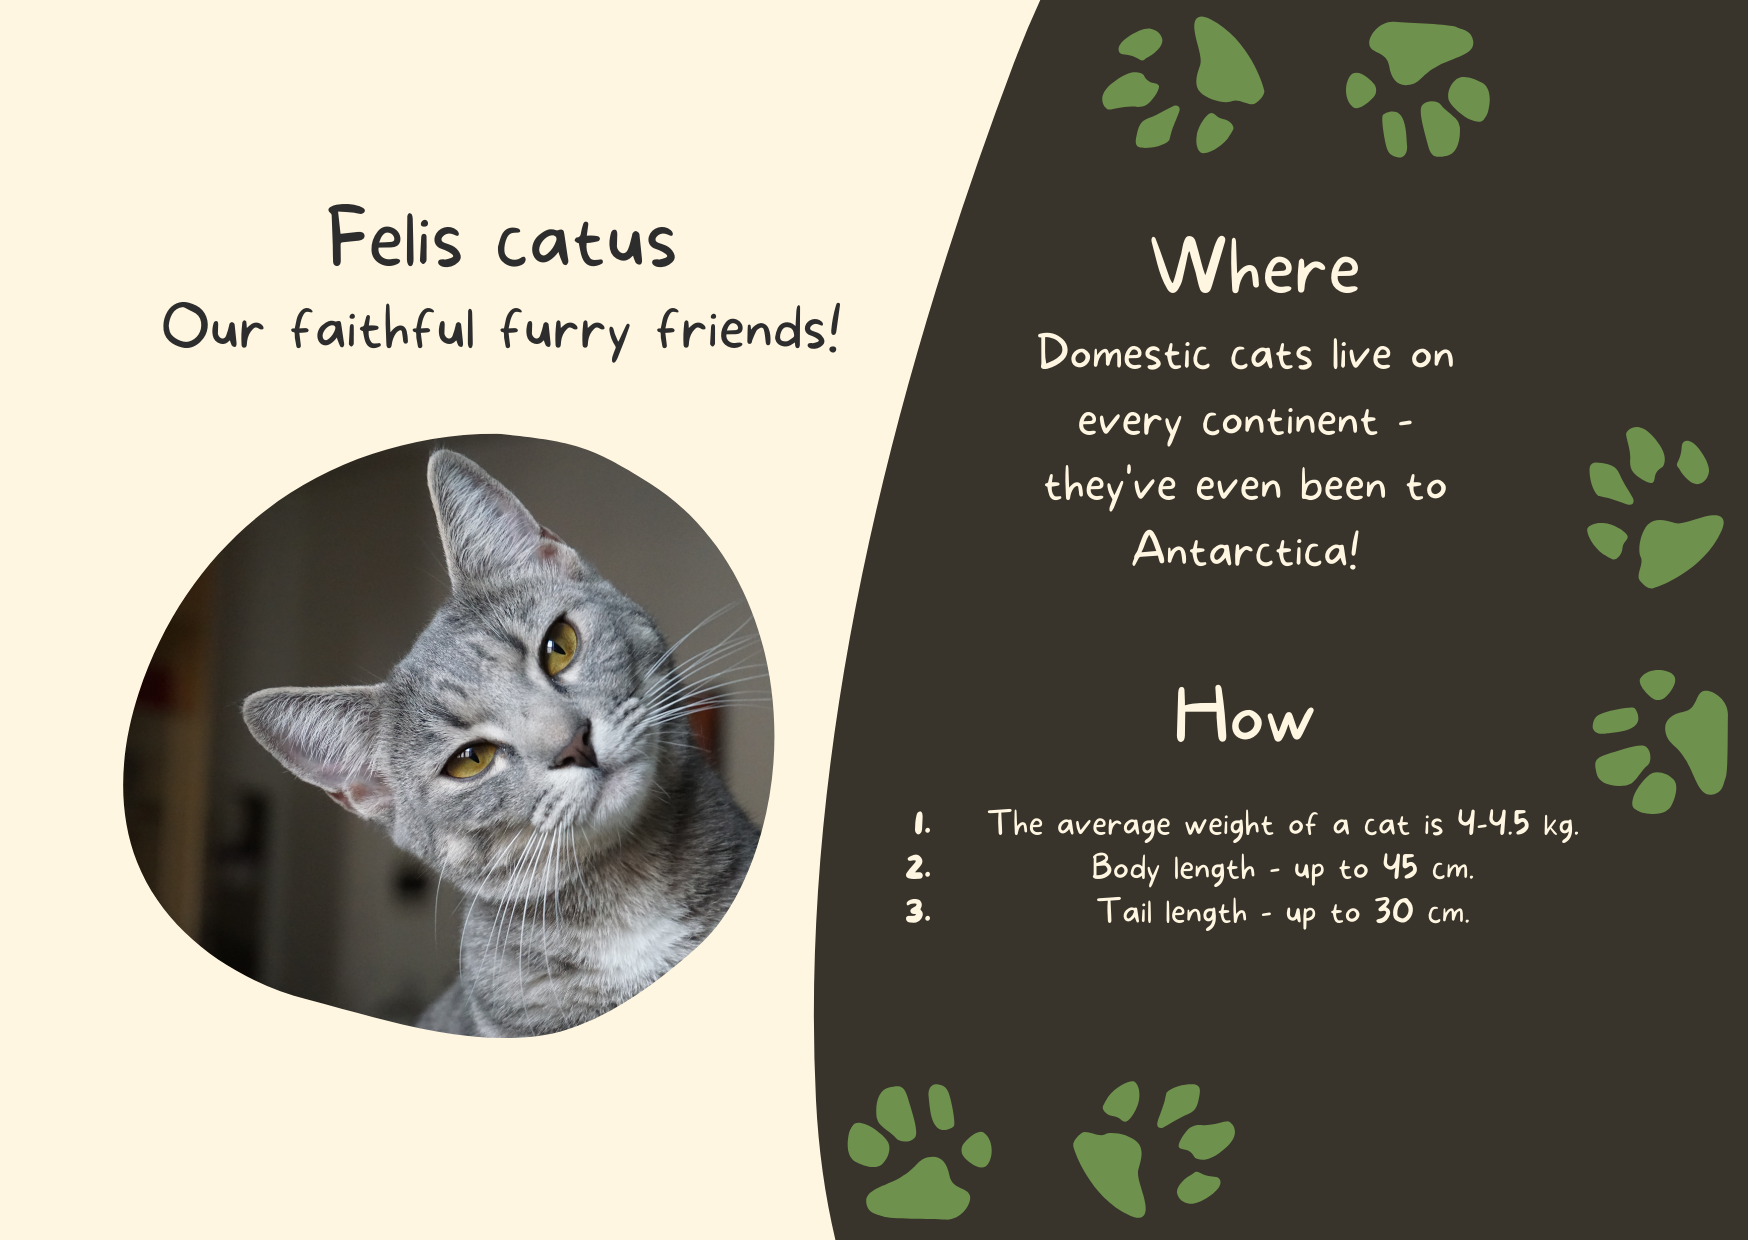 Felis catus
Our faithful furry friends!
Where
Domestic cats live on
every continent -
they've even been to
Antarctica!
How
1. The average weight of a cat is 4-4.5 kg.
2. Body length - up to 45 cm.
3. Tail length - up to 30 cm.